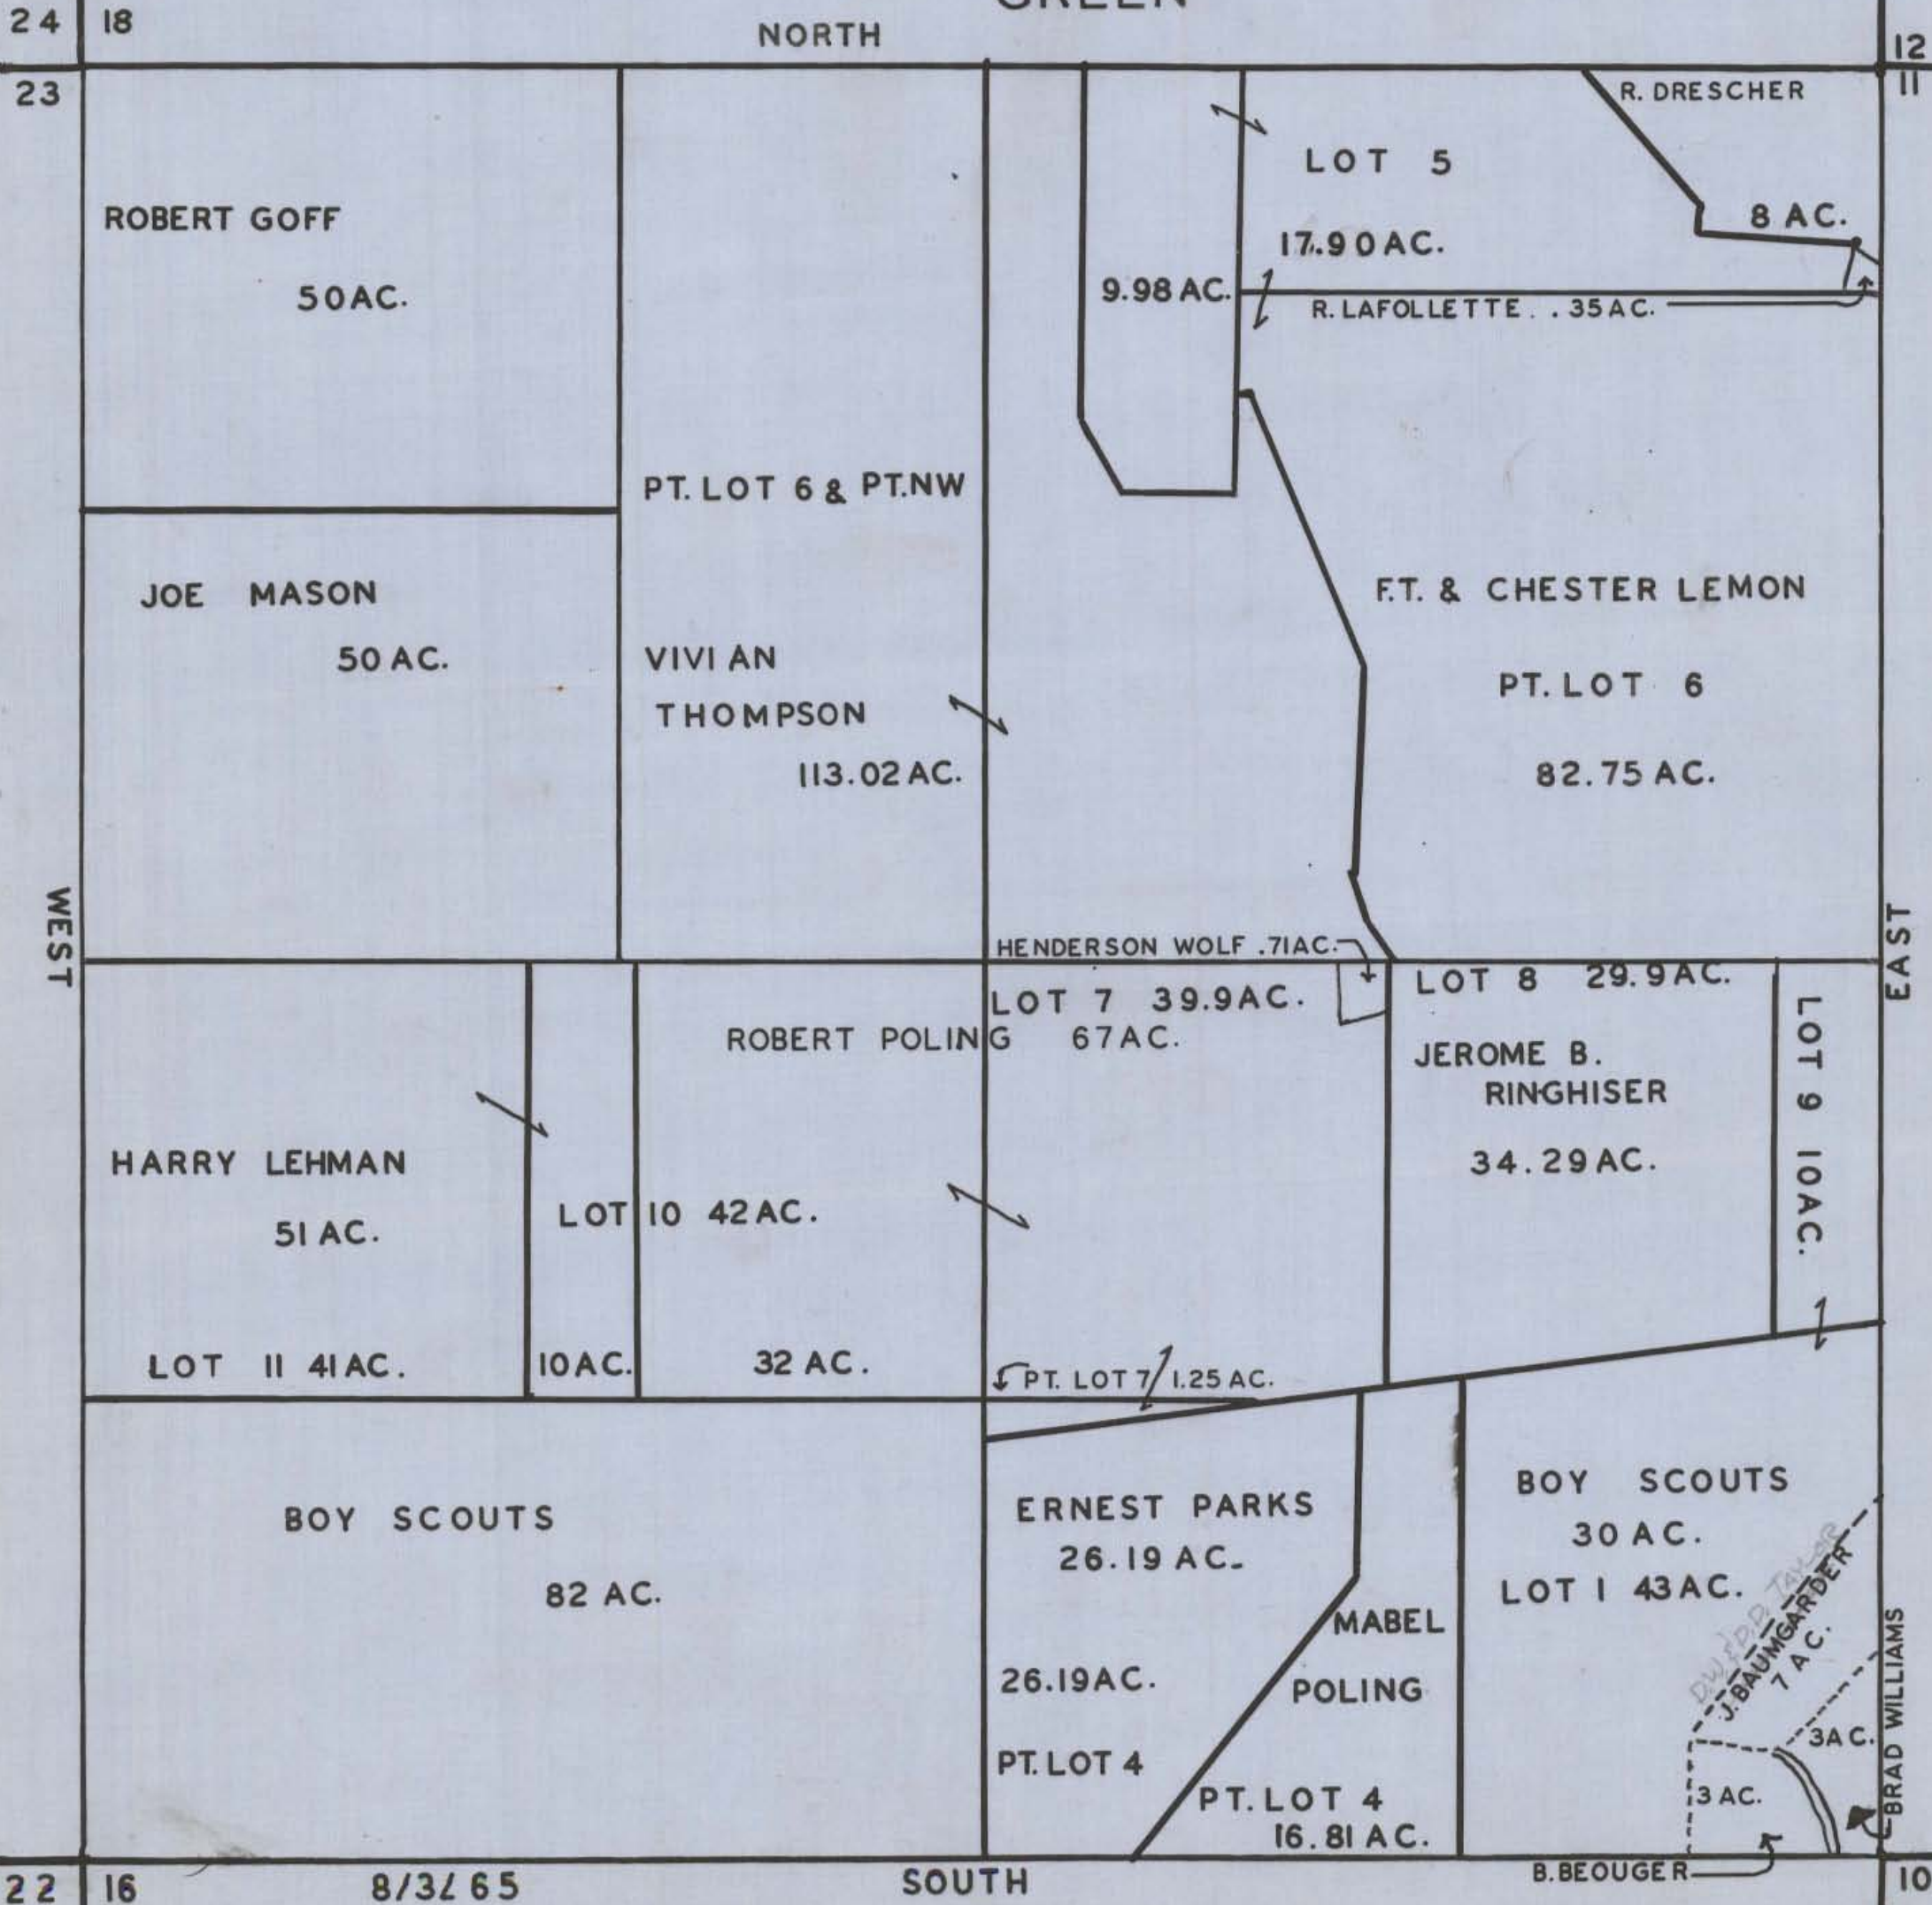 GREEN
24 18
NORTH
12
23
11
R. DRESCHER
LOT 5
ROBERT GOFF
8 AC.
17.90 AC.
50 AC.
9.98 AC.
R. LAFOLLETTE . . 35 AC.
PT. LOT 6 & PT. NW
JOE MASON
F.T. & CHESTER LEMON
50 AC.
VIVIAN
THOMPSON
PT. LOT 6
113.02 AC.
82.75 AC.
WEST
EAST
HENDERSON WOLF .71 AC.
LOT 7 39.9 AC.
LOT 8 29.9 AC.
ROBERT POLING 67 AC.
JEROME B.
RINGHISER
34.29 AC.
LOT 9 10 AC.
HARRY LEHMAN
51 AC.
LOT 10 42 AC.
LOT 11 41 AC.
10 AC.
32 AC.
PT. LOT 7 1.25 AC.
BOY SCOUTS
82 AC.
ERNEST PARKS
26.19 AC.
BOY SCOUTS
30 AC.
LOT 1 43 AC.
MABEL
POLING
26.19 AC.
PT. LOT 4
PT. LOT 4
16.81 AC.
D.W. & D.D. TAYLOR
J. BAUMGARDER
7 AC.
3 AC.
3 AC.
BRAD WILLIAMS
B. BEOUGER
22 16
8/3/65
SOUTH
10